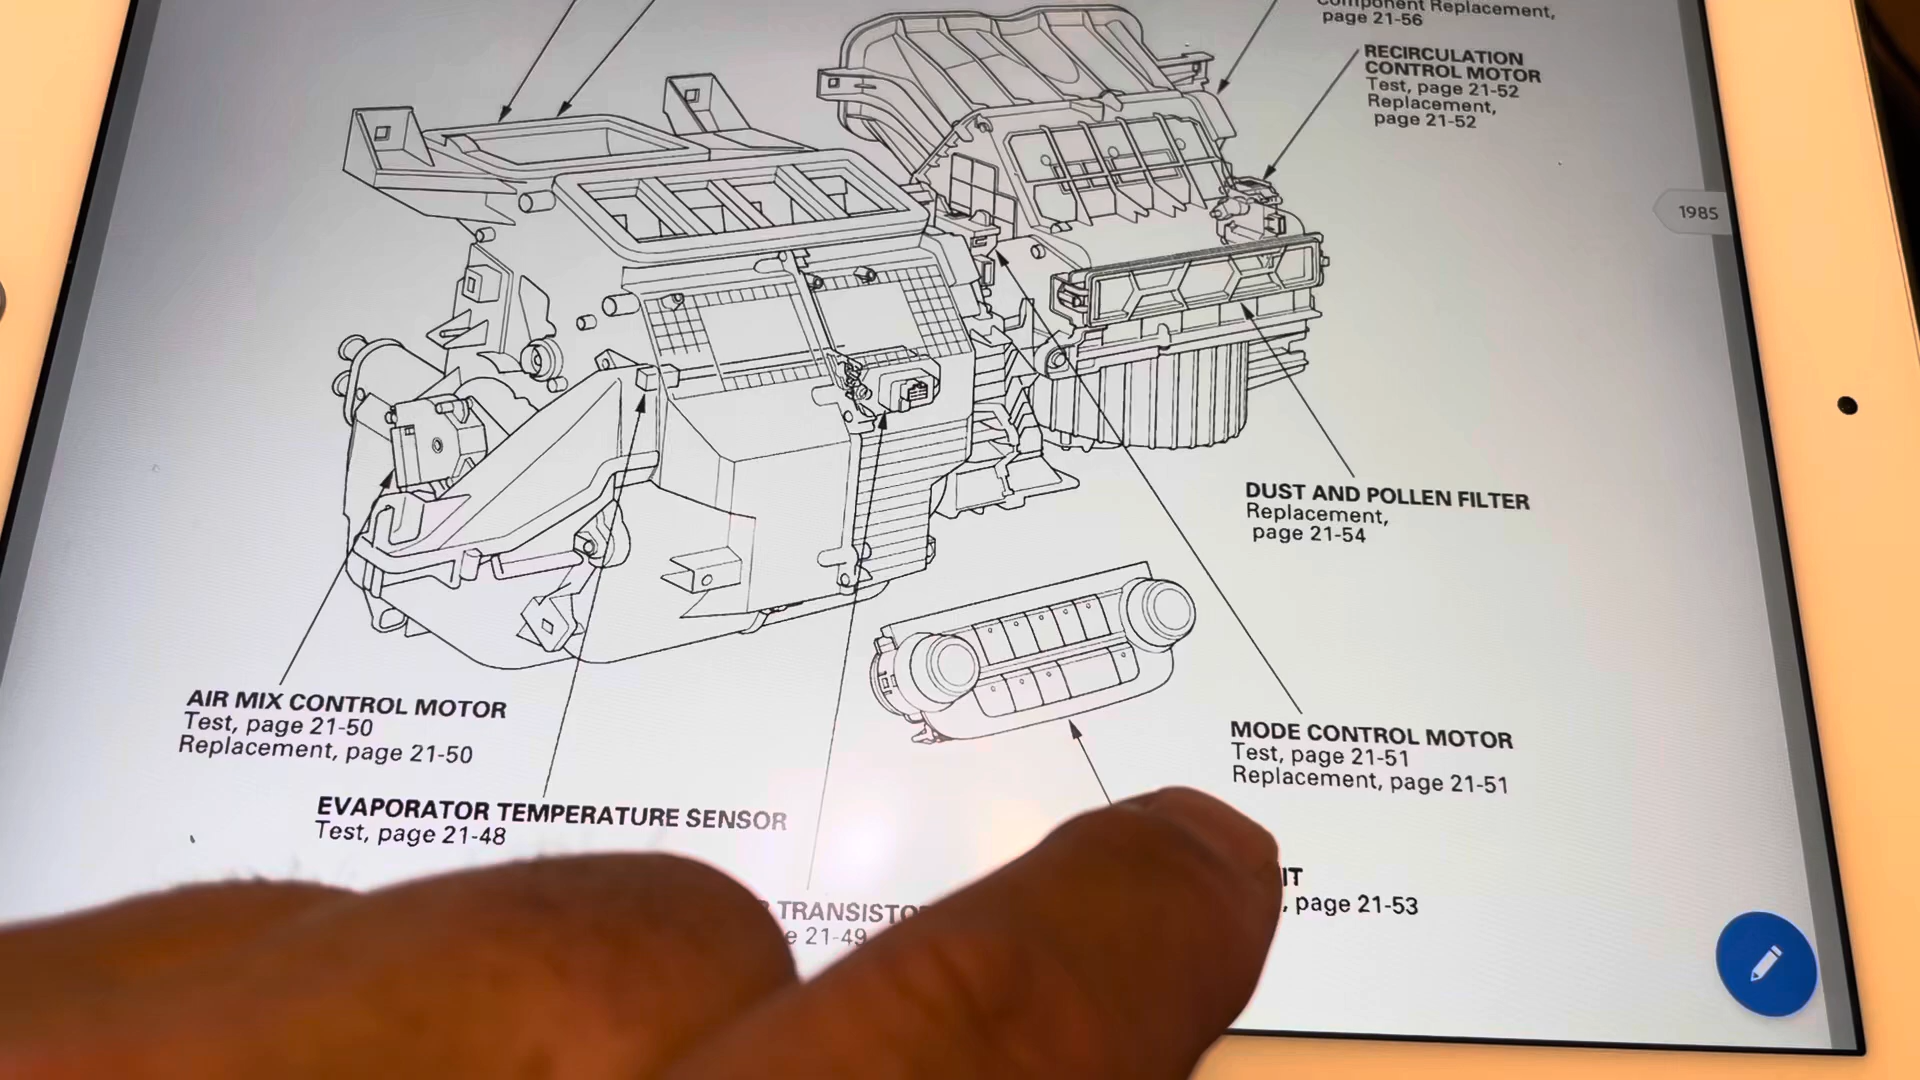 Component Replacement,
page 21-56
RECIRCULATION
CONTROL MOTOR
Test, page 21-52
Replacement,
page 21-52
1985
DUST AND POLLEN FILTER
Replacement,
page 21-54
AIR MIX CONTROL MOTOR
Test, page 21-50
Replacement, page 21-50
MODE CONTROL MOTOR
Test, page 21-51
Replacement, page 21-51
EVAPORATOR TEMPERATURE SENSOR
Test, page 21-48
IT
, page 21-53
21-49